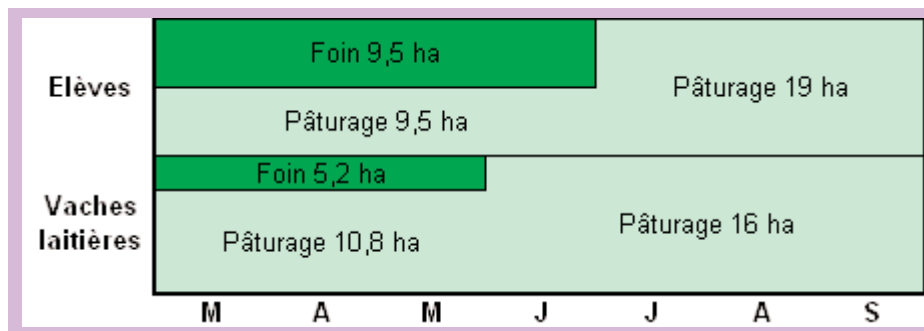 Foin 9,5 ha
Elèves
Pâturage 19 ha
Pâturage 9,5 ha
Foin 5,2 ha
Vaches
laitières
Pâturage 10,8 ha
Pâturage 16 ha
M A M J J A S